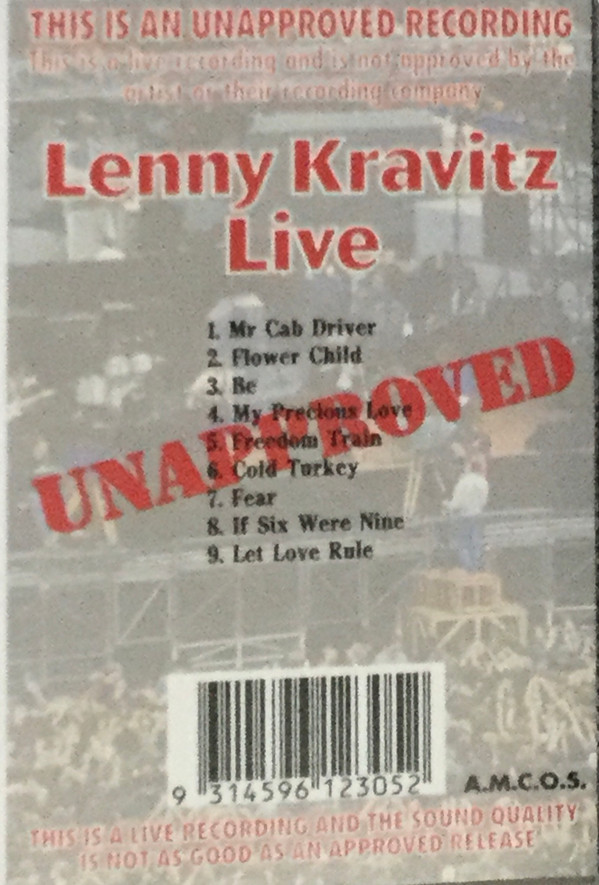 THIS IS AN UNAPPROVED RECORDING
This is a live recording and is not approved by the
artist or their recording company
Lenny Kravitz
Live
1. Mr Cab Driver
2. Flower Child
3. Be
4. My Precious Love
5. Freedom Train
6. Cold Turkey
7. Fear
8. If Six Were Nine
9. Let Love Rule
UNAPPROVED
9 314596 123052
A.M.C.O.S.
THIS IS A LIVE RECORDING AND THE SOUND QUALITY
IS NOT AS GOOD AS AN APPROVED RELEASE